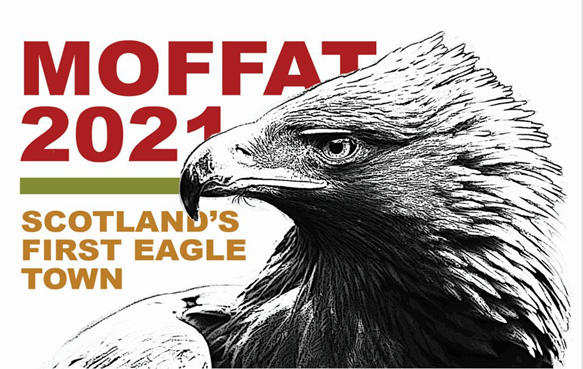 MOFFAT
2021
SCOTLAND'S
FIRST EAGLE
TOWN